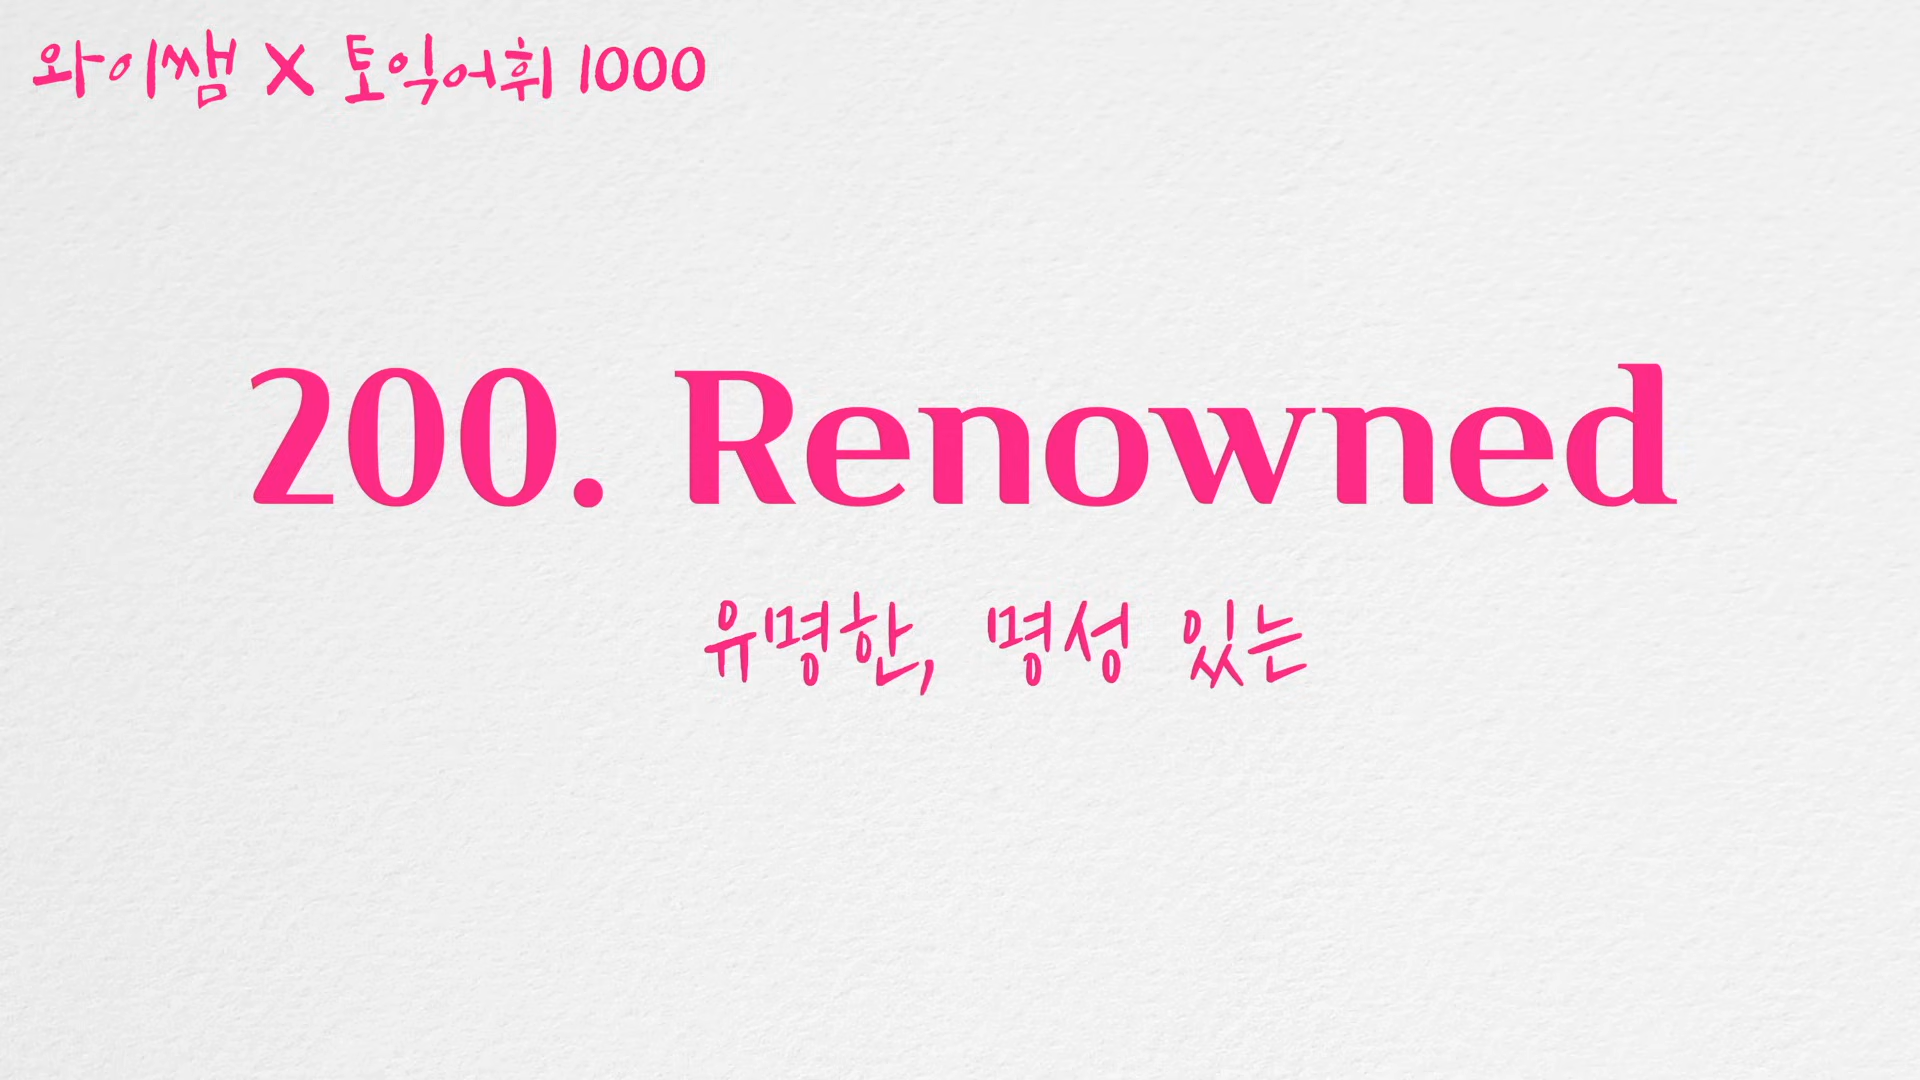 와이쌤 X 토익어휘 1000
200. Renowned
유명한, 명성 있는